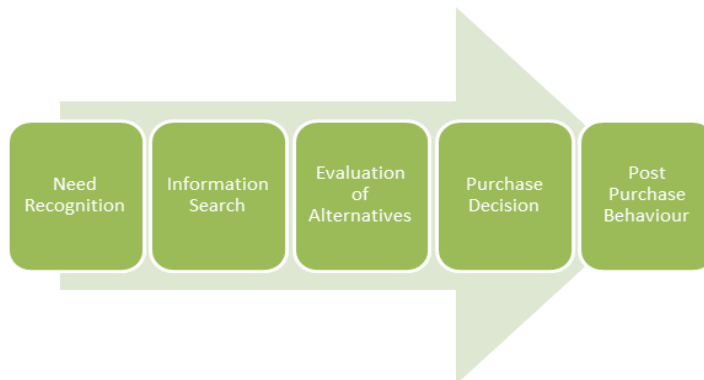 Need
Recognition
Information
Search
Evaluation
of
Alternatives
Purchase
Decision
Post
Purchase
Behaviour